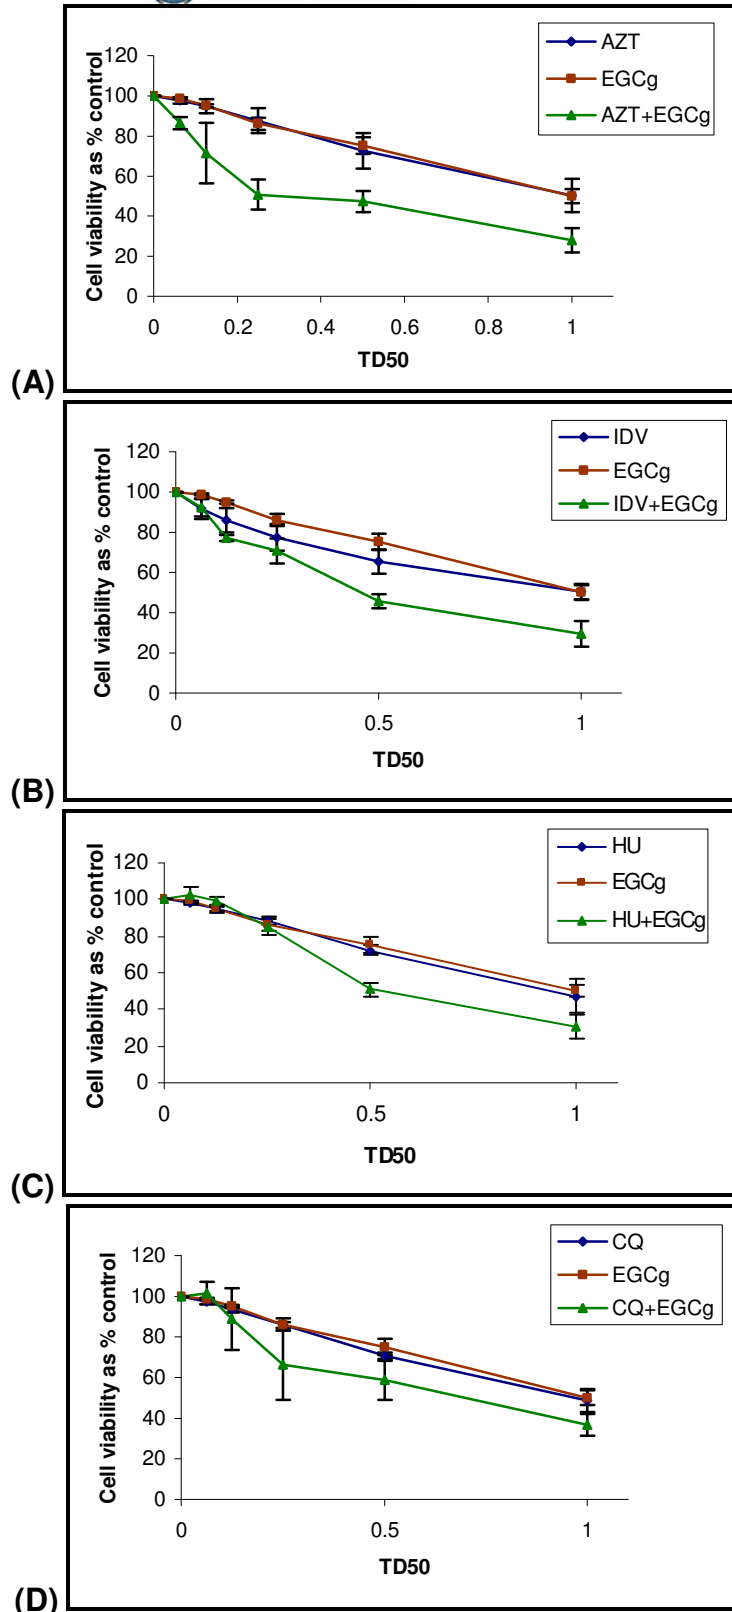 120
100
80
60
40
20
0
Cell viability as % control
0 0.2 0.4 0.6 0.8 1
TD50
AZT
EGCg
AZT+EGCg
(A)
120
100
80
60
40
20
0
Cell viability as % control
0 0.5 1
TD50
IDV
EGCg
IDV+EGCg
(B)
120
100
80
60
40
20
0
Cell viability as % control
0 0.5 1
TD50
HU
EGCg
HU+EGCg
(C)
120
100
80
60
40
20
0
Cell viability as % control
0 0.5 1
TD50
CQ
EGCg
CQ+EGCg
(D)